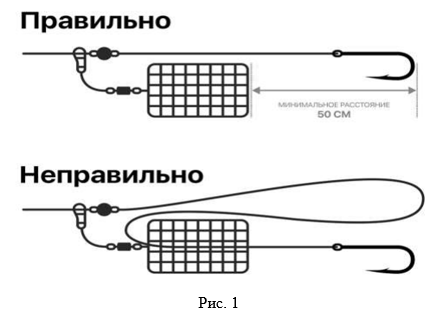 Правильно
МИНИМАЛЬНОЕ РАССТОЯНИЕ
50 СМ
Неправильно
Рис. 1